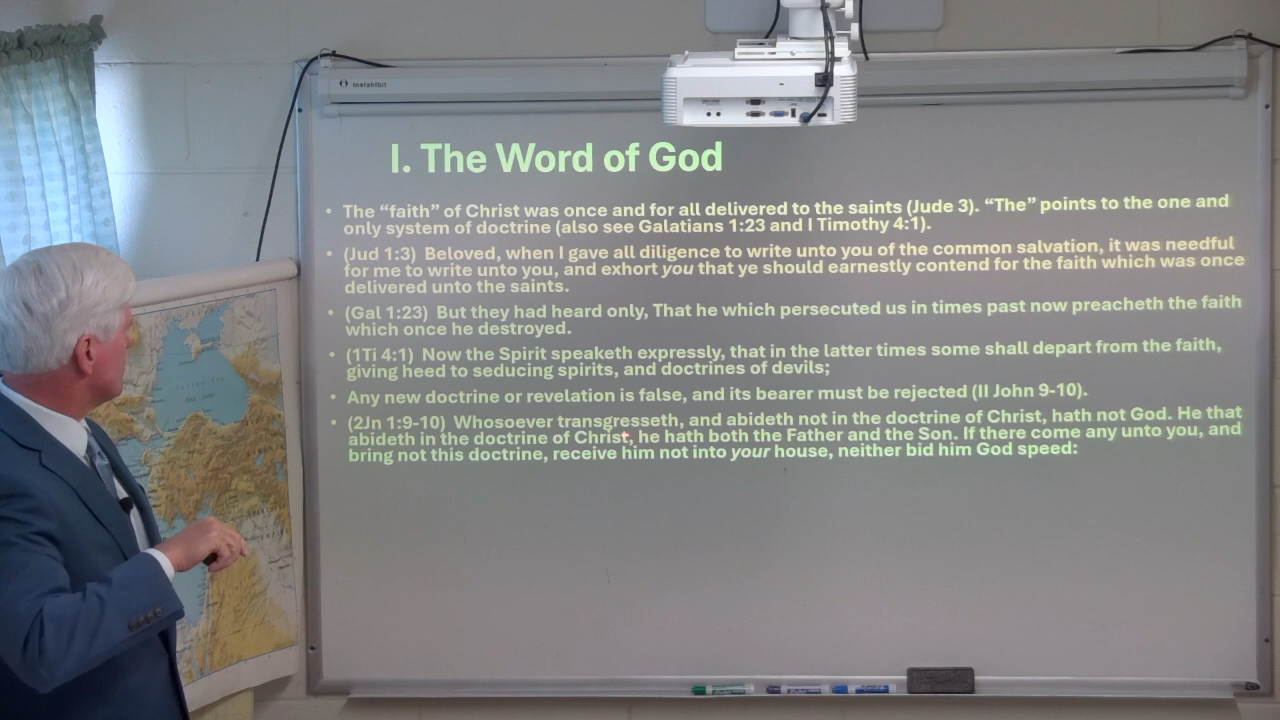 Instahibit
I. The Word of God
• The “faith” of Christ was once and for all delivered to the saints (Jude 3). “The” points to the one and
only system of doctrine (also see Galatians 1:23 and I Timothy 4:1).
• (Jud 1:3) Beloved, when I gave all diligence to write unto you of the common salvation, it was needful
for me to write unto you, and exhort you that ye should earnestly contend for the faith which was once
delivered unto the saints.
• (Gal 1:23) But they had heard only, That he which persecuted us in times past now preacheth the faith
which once he destroyed.
• (1Ti 4:1) Now the Spirit speaketh expressly, that in the latter times some shall depart from the faith,
giving heed to seducing spirits, and doctrines of devils;
• Any new doctrine or revelation is false, and its bearer must be rejected (II John 9-10).
• (2Jn 1:9-10) Whosoever transgresseth, and abideth not in the doctrine of Christ, hath not God. He that
abideth in the doctrine of Christ, he hath both the Father and the Son. If there come any unto you, and
bring not this doctrine, receive him not into your house, neither bid him God speed: